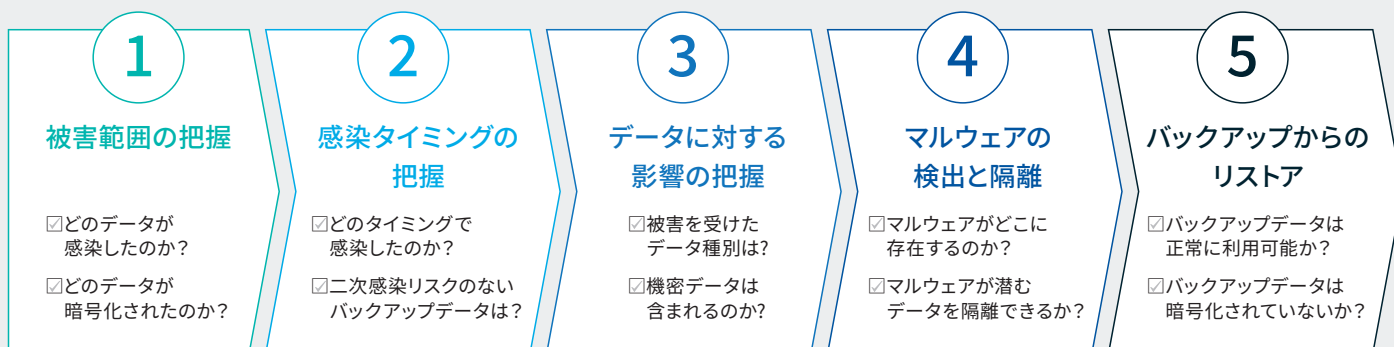 1
被害範囲の把握
☑どのデータが
感染したのか？
☑どのデータが
暗号化されたのか？
2
感染タイミングの
把握
☑どのタイミングで
感染したのか？
☑二次感染リスクのない
バックアップデータは？
3
データに対する
影響の把握
☑被害を受けた
データ種別は?
☑機密データは
含まれるのか?
4
マルウェアの
検出と隔離
☑マルウェアがどこに
存在するのか？
☑マルウェアが潜む
データを隔離できるか？
5
バックアップからの
リストア
☑バックアップデータは
正常に利用可能か？
☑バックアップデータは
暗号化されていないか？